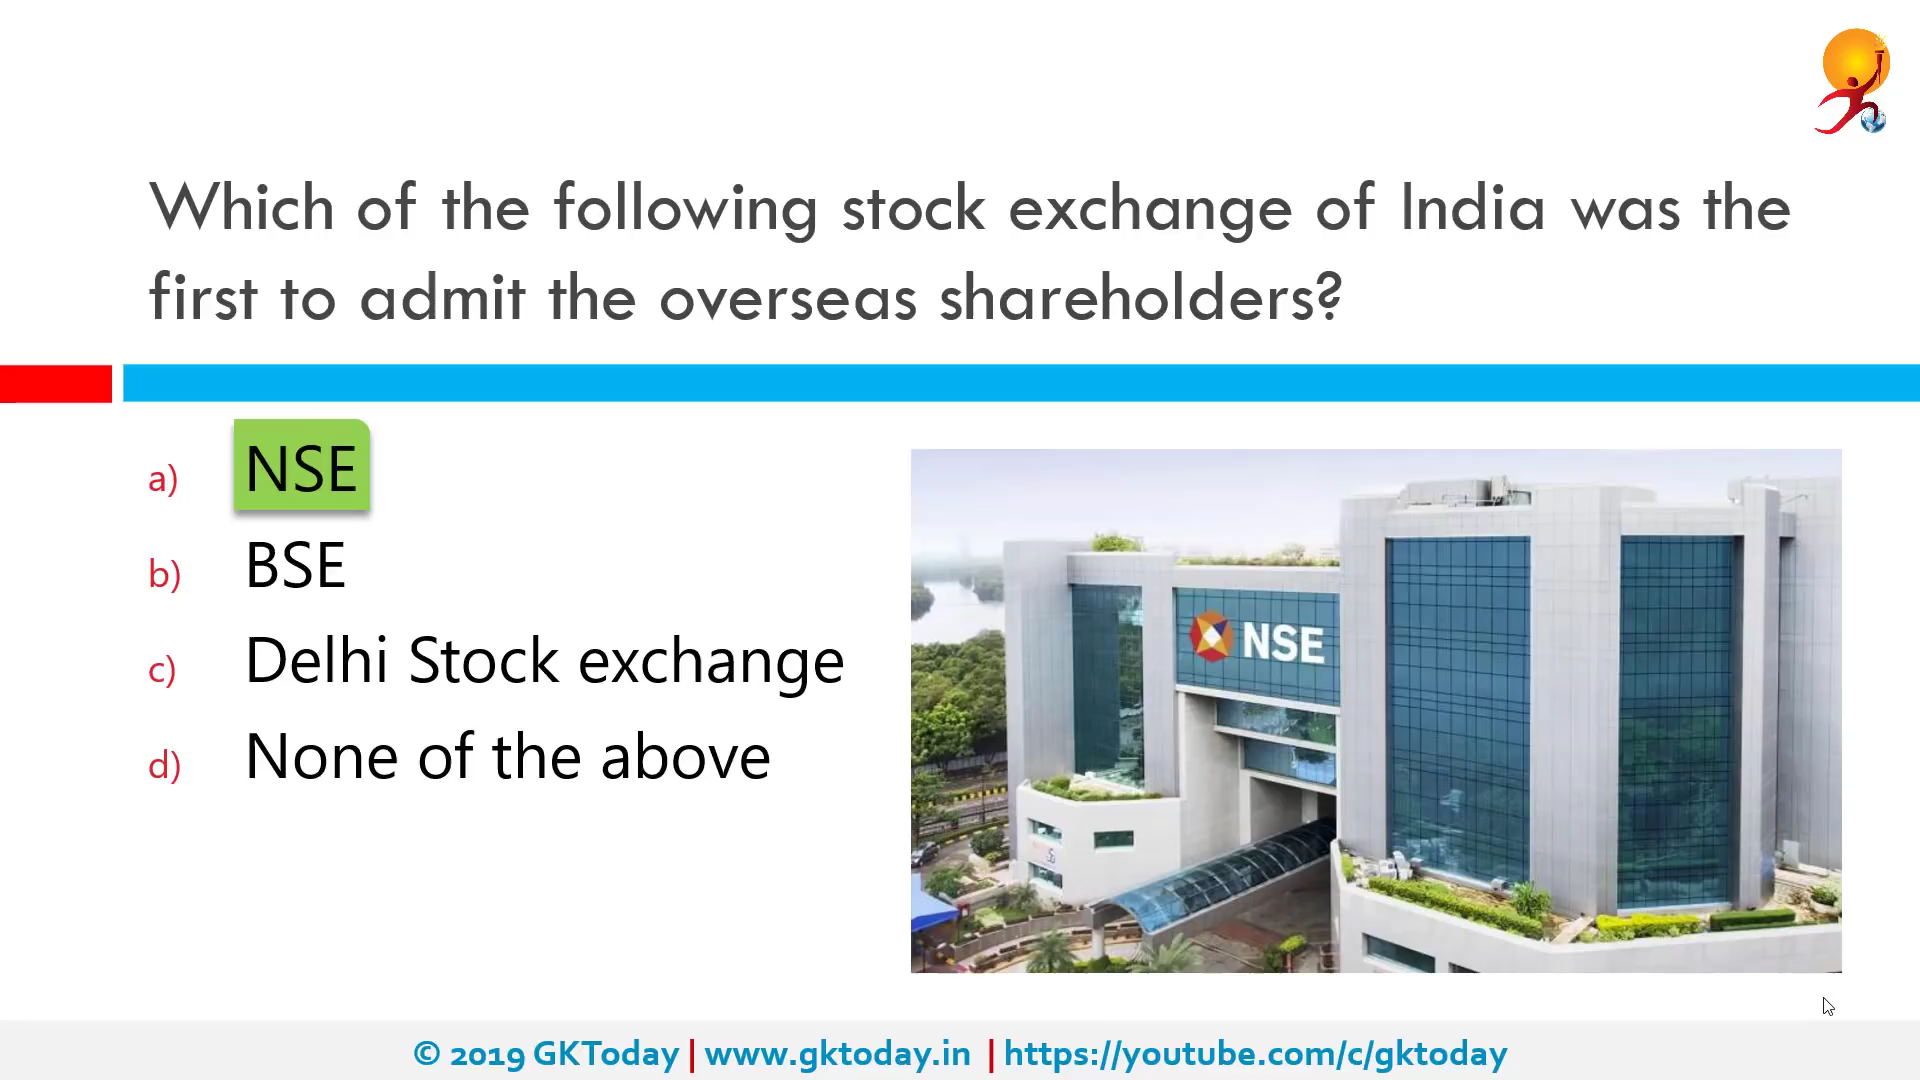 Which of the following stock exchange of India was the
first to admit the overseas shareholders?
a) NSE
b) BSE
c) Delhi Stock exchange
d) None of the above
NSE
© 2019 GKToday | www.gktoday.in | https://youtube.com/c/gktoday